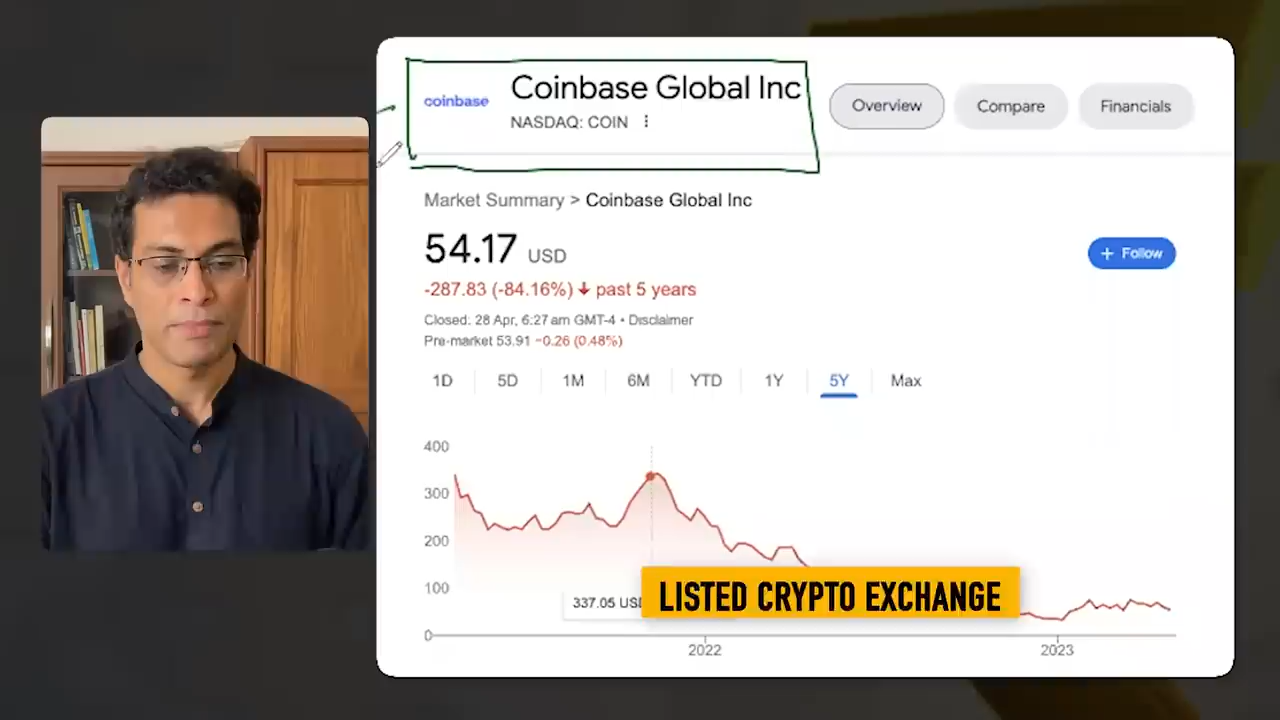 coinbase
Coinbase Global Inc
NASDAQ: COIN
Overview
Compare
Financials
Market Summary > Coinbase Global Inc
54.17 USD
+ Follow
-287.83 (-84.16%) ↓ past 5 years
Closed: 28 Apr, 6:27 am GMT-4 • Disclaimer
Pre-market 53.91 −0.26 (0.48%)
1D 5D 1M 6M YTD 1Y 5Y Max
400
300
200
100
0
337.05 USD
LISTED CRYPTO EXCHANGE
2022 2023